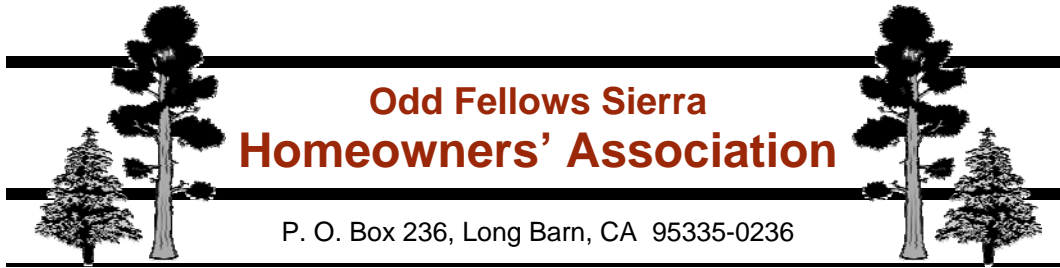 Odd Fellows Sierra
Homeowners’ Association
P. O. Box 236, Long Barn, CA  95335-0236